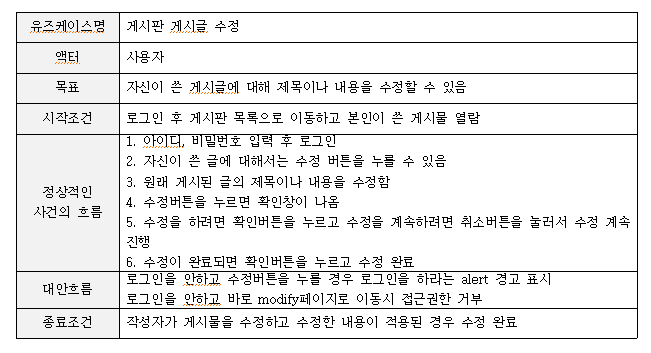 유즈케이스명 게시판 게시글 수정
액터 사용자
목표 자신이 쓴 게시글에 대해 제목이나 내용을 수정할 수 있음
시작조건 로그인 후 게시판 목록으로 이동하고 본인이 쓴 게시물 열람
정상적인
사건의 흐름
1. 아이디, 비밀번호 입력 후 로그인
2. 자신이 쓴 글에 대해서는 수정 버튼을 누를 수 있음
3. 원래 게시된 글의 제목이나 내용을 수정함
4. 수정버튼을 누르면 확인창이 나옴
5. 수정을 하려면 확인버튼을 누르고 수정을 계속하려면 취소버튼을 눌러서 수정 계속
진행
6. 수정이 완료되면 확인버튼을 누르고 수정 완료
대안흐름
로그인을 안하고 수정버튼을 누를 경우 로그인을 하라는 alert 경고 표시
로그인을 안하고 바로 modify페이지로 이동시 접근권한 거부
종료조건 작성자가 게시물을 수정하고 수정한 내용이 적용된 경우 수정 완료